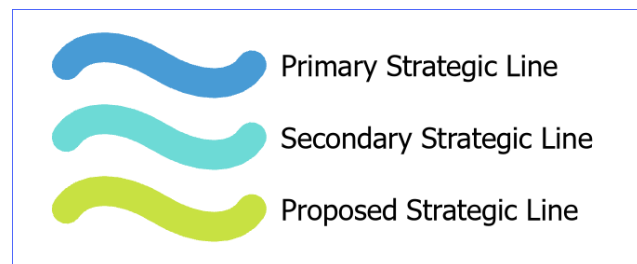 Primary Strategic Line
Secondary Strategic Line
Proposed Strategic Line